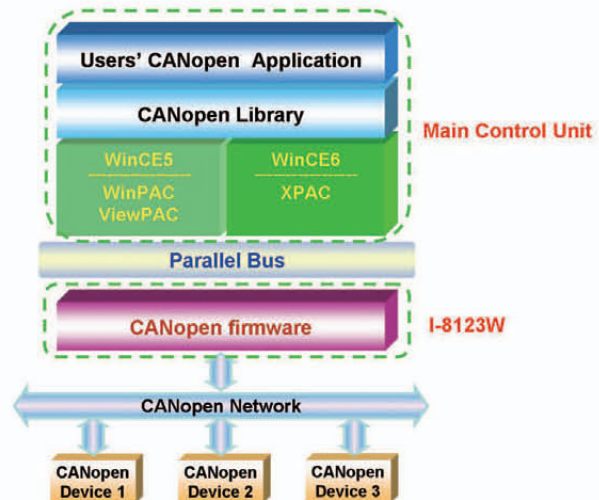 Users' CANopen Application
CANopen Library
Main Control Unit
WinCE5
WinPAC
ViewPAC
WinCE6
XPAC
Parallel Bus
CANopen firmware
I-8123W
CANopen Network
CANopen
Device 1
CANopen
Device 2
CANopen
Device 3